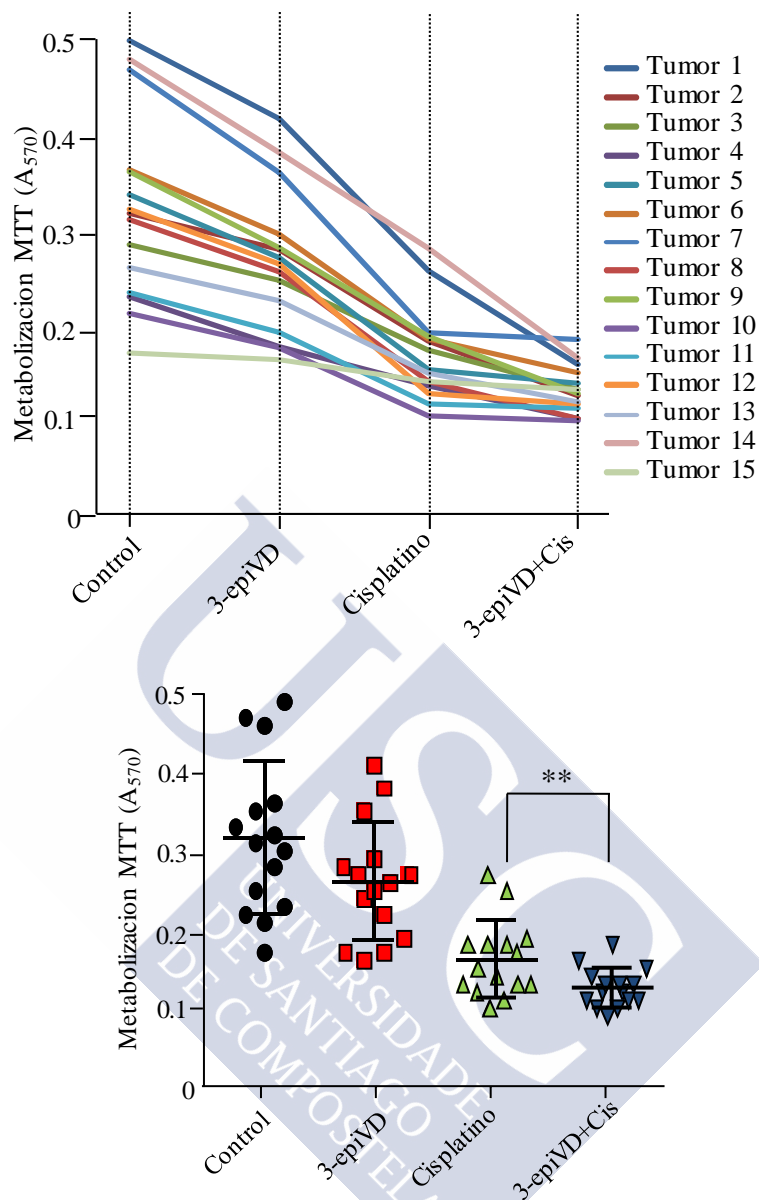 Metabolizacion MTT (A570)
0.5
0.4
0.3
0.2
0.1
0
Control
3-epiVD
Cisplatino
3-epiVD+Cis
Tumor 1
Tumor 2
Tumor 3
Tumor 4
Tumor 5
Tumor 6
Tumor 7
Tumor 8
Tumor 9
Tumor 10
Tumor 11
Tumor 12
Tumor 13
Tumor 14
Tumor 15
Metabolizacion MTT (A570)
0.5
0.4
0.3
0.2
0.1
0
**
Control
3-epiVD
Cisplatino
3-epiVD+Cis
USC
UNIVERSIDADE
DE SANTIAGO
DE COMPOSTELA